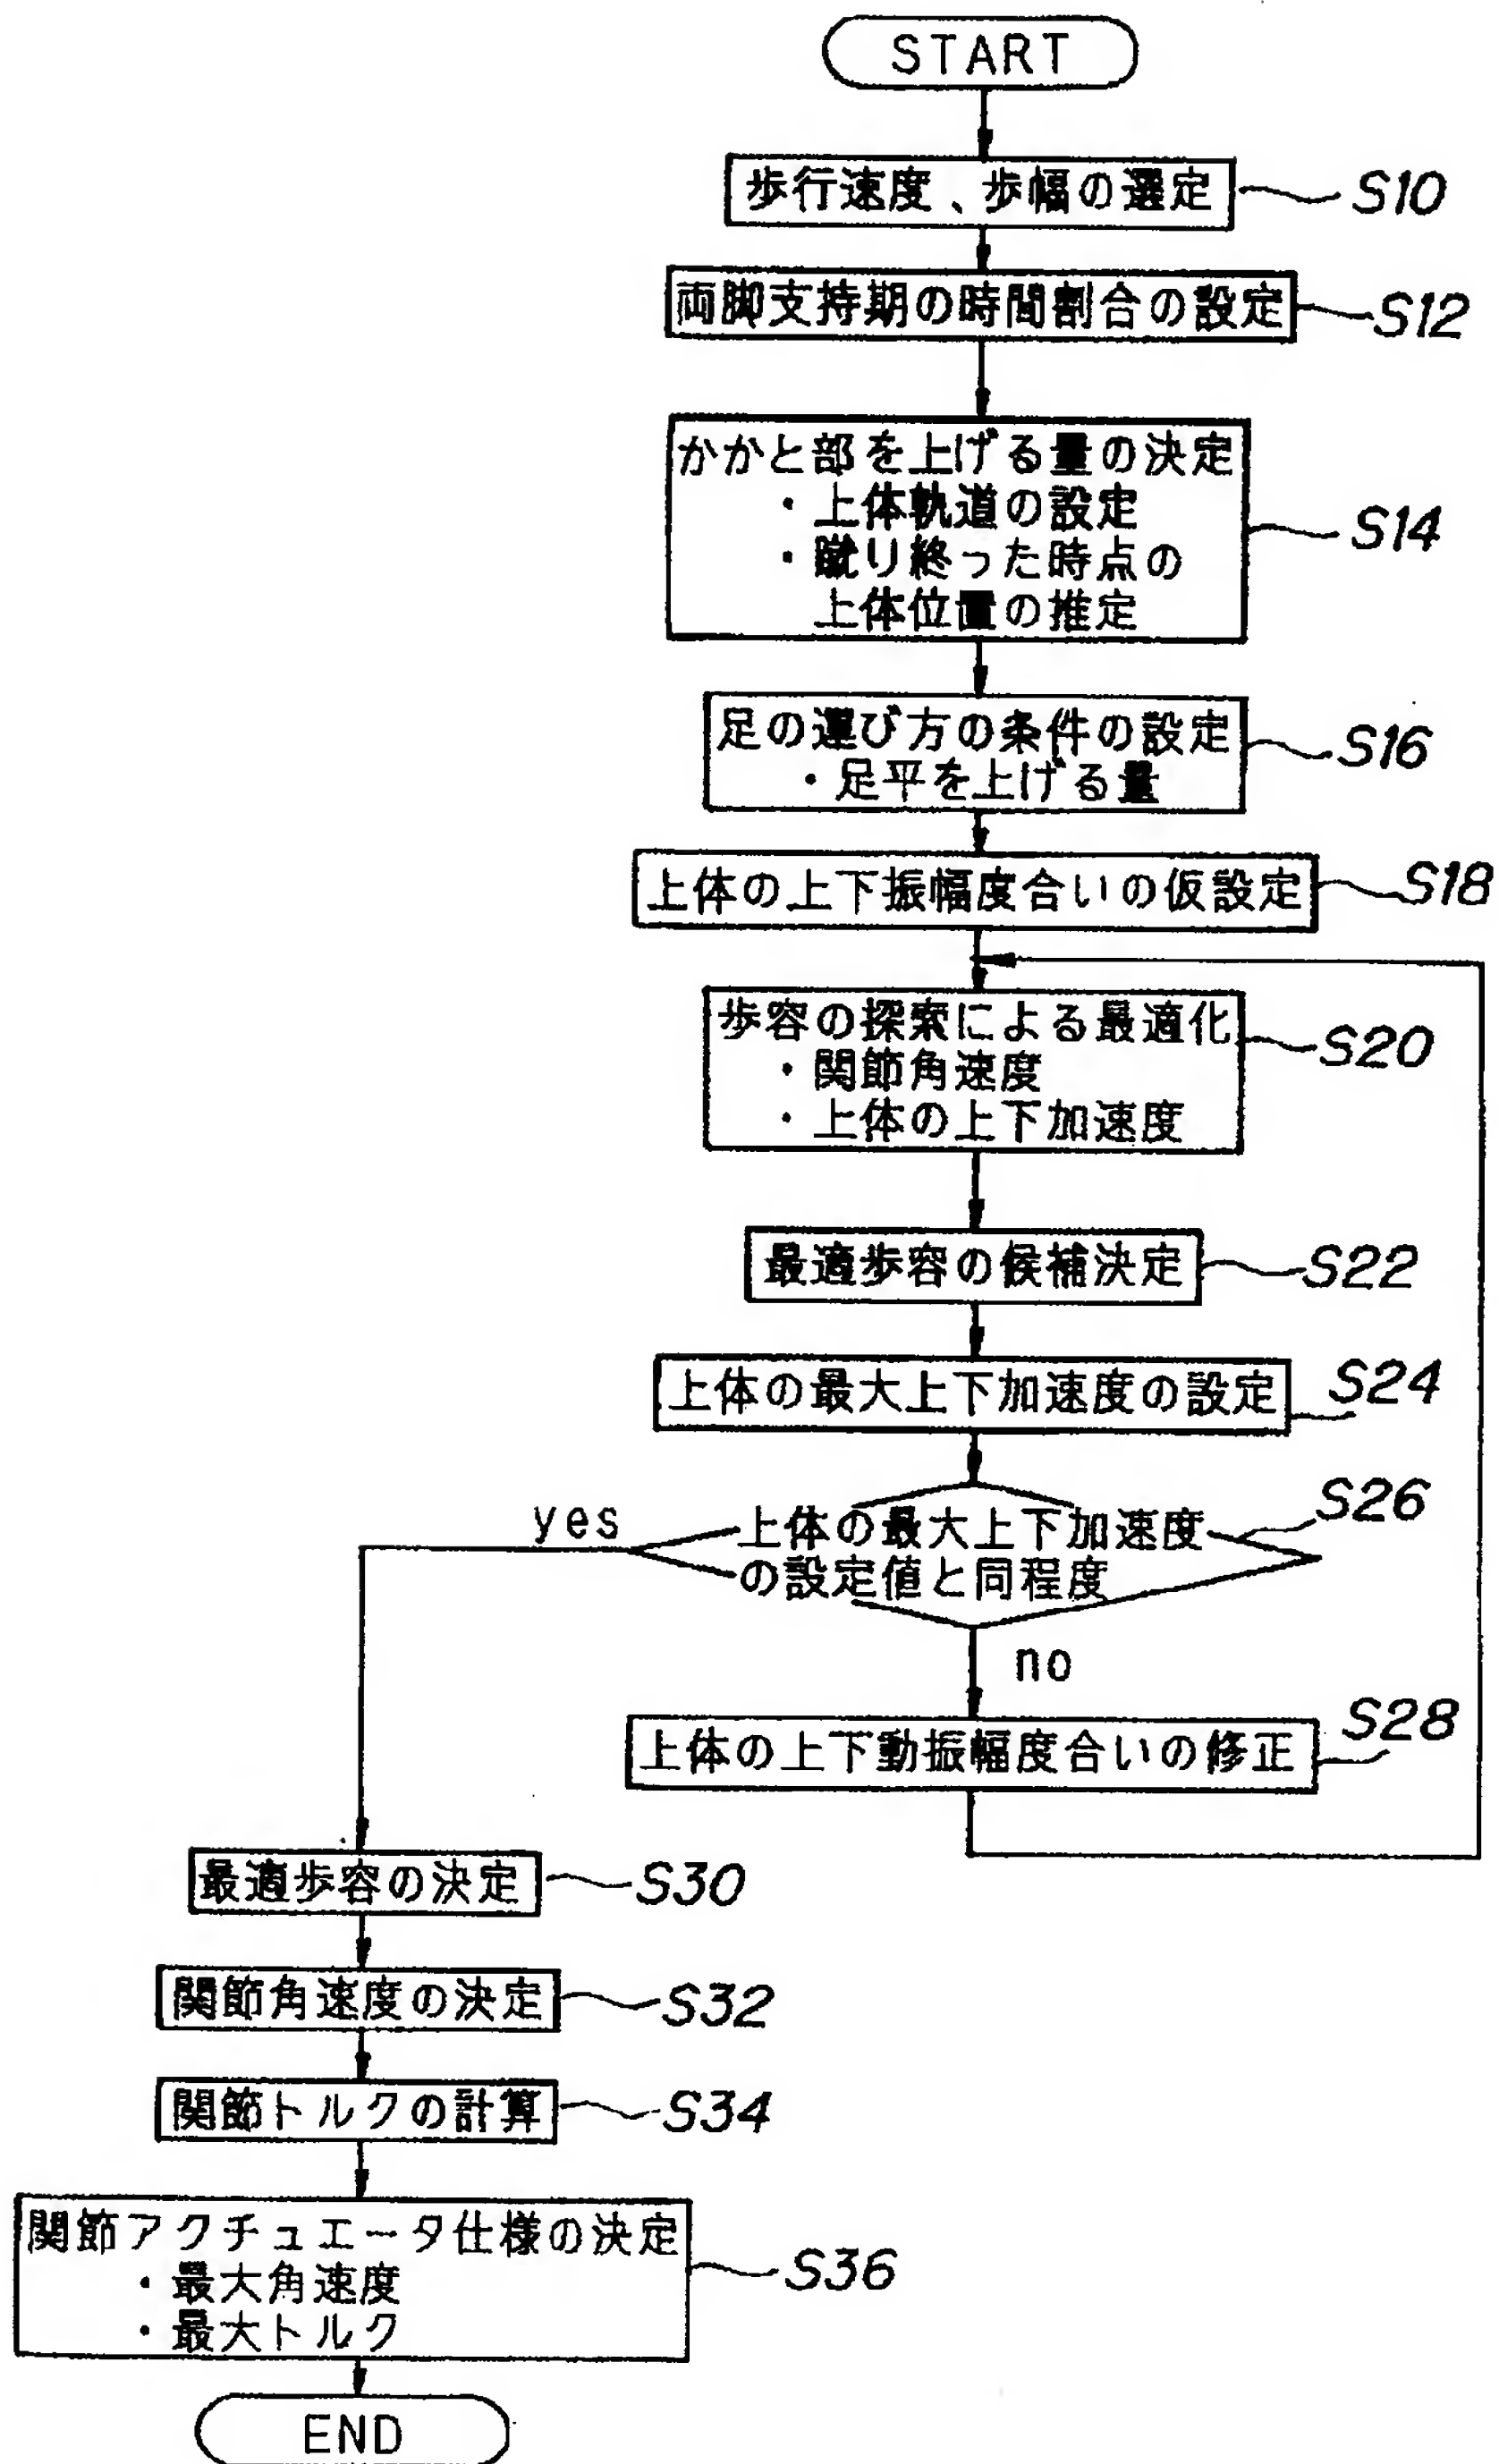 START
歩行速度、歩幅の選定
S10
両脚支持期の時間割合の設定
S12
かかと部を上げる量の決定
・上体軌道の設定
・蹴り終った時点の
上体位置の推定
S14
足の運び方の条件の設定
・足平を上げる量
S16
上体の上下振幅度合いの仮設定
S18
歩容の探索による最適化
・関節角速度
・上体の上下加速度
S20
最適歩容の候補決定
S22
上体の最大上下加速度の設定
S24
上体の最大上下加速度
の設定値と同程度
S26
yes
no
上体の上下動振幅度合いの修正
S28
最適歩容の決定
S30
関節角速度の決定
S32
関節トルクの計算
S34
関節アクチュエータ仕様の決定
・最大角速度
・最大トルク
S36
END